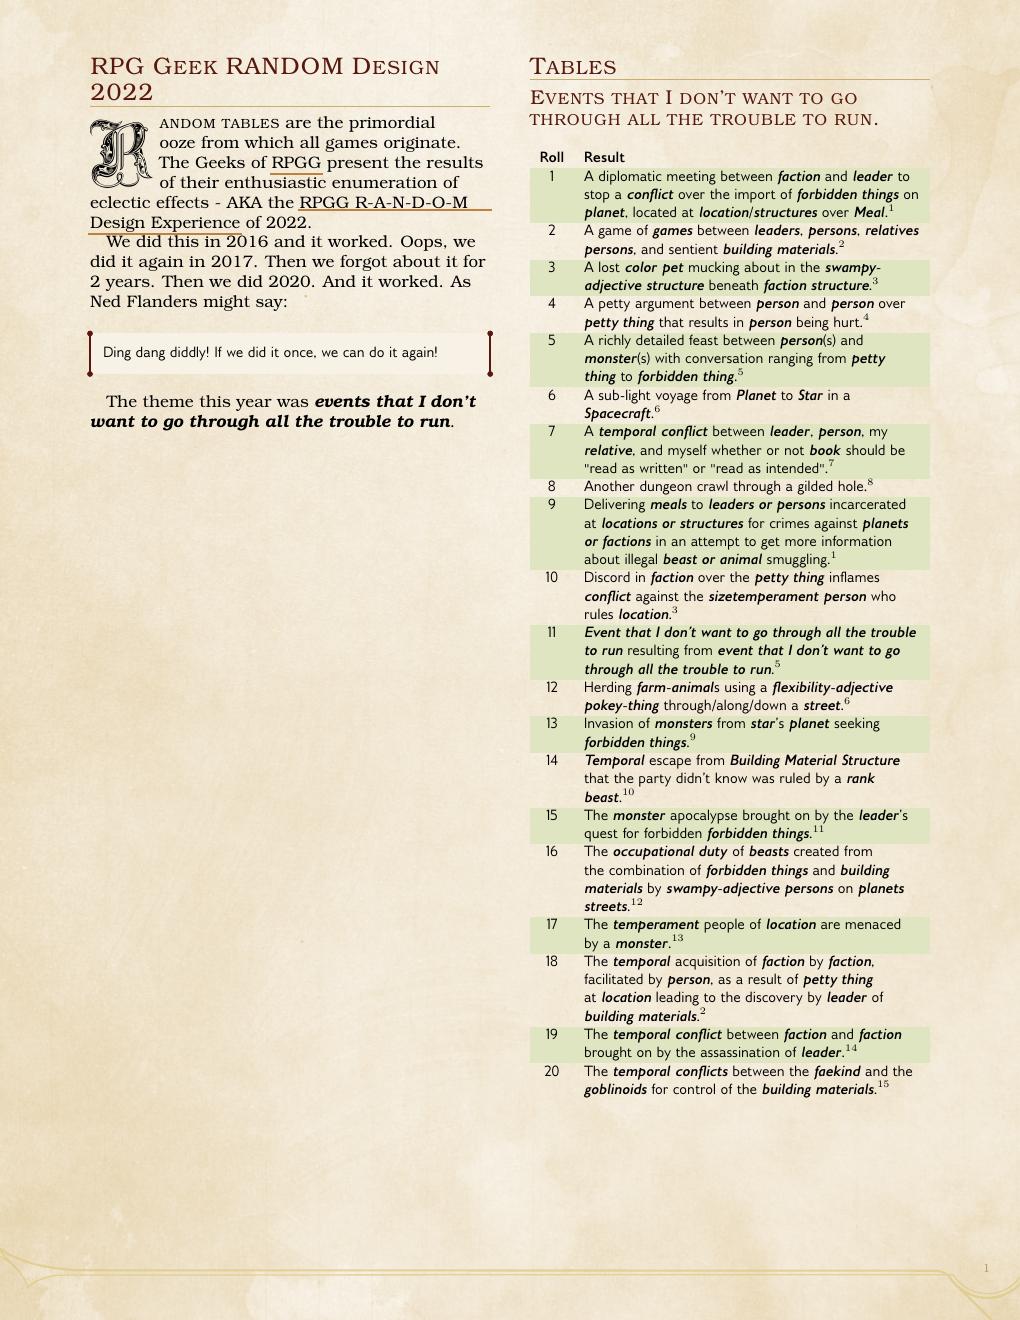 RPG GEEK RANDOM DESIGN
2022
RANDOM TABLES are the primordial
ooze from which all games originate.
The Geeks of RPGG present the results
of their enthusiastic enumeration of
eclectic effects - AKA the RPGG R-A-N-D-O-M
Design Experience of 2022.
We did this in 2016 and it worked. Oops, we
did it again in 2017. Then we forgot about it for
2 years. Then we did 2020. And it worked. As
Ned Flanders might say:
Ding dang diddly! If we did it once, we can do it again!
The theme this year was events that I don't
want to go through all the trouble to run.
TABLES
EVENTS THAT I DON'T WANT TO GO
THROUGH ALL THE TROUBLE TO RUN.
Roll Result
1 A diplomatic meeting between faction and leader to
stop a conflict over the import of forbidden things on
planet, located at location/structures over Meal.1
2 A game of games between leaders, persons, relatives
persons, and sentient building materials.2
3 A lost color pet mucking about in the swampy-
adjective structure beneath faction structure.3
4 A petty argument between person and person over
petty thing that results in person being hurt.4
5 A richly detailed feast between person(s) and
monster(s) with conversation ranging from petty
thing to forbidden thing.5
6 A sub-light voyage from Planet to Star in a
Spacecraft.6
7 A temporal conflict between leader, person, my
relative, and myself whether or not book should be
"read as written" or "read as intended".7
8 Another dungeon crawl through a gilded hole.8
9 Delivering meals to leaders or persons incarcerated
at locations or structures for crimes against planets
or factions in an attempt to get more information
about illegal beast or animal smuggling.1
10 Discord in faction over the petty thing inflames
conflict against the sizetemperament person who
rules location.3
11 Event that I don't want to go through all the trouble
to run resulting from event that I don't want to go
through all the trouble to run.5
12 Herding farm-animals using a flexibility-adjective
pokey-thing through/along/down a street.6
13 Invasion of monsters from star's planet seeking
forbidden things.9
14 Temporal escape from Building Material Structure
that the party didn't know was ruled by a rank
beast.10
15 The monster apocalypse brought on by the leader's
quest for forbidden forbidden things.11
16 The occupational duty of beasts created from
the combination of forbidden things and building
materials by swampy-adjective persons on planets
streets.12
17 The temperament people of location are menaced
by a monster.13
18 The temporal acquisition of faction by faction,
facilitated by person, as a result of petty thing
at location leading to the discovery by leader of
building materials.2
19 The temporal conflict between faction and faction
brought on by the assassination of leader.14
20 The temporal conflicts between the faekind and the
goblinoids for control of the building materials.15
1